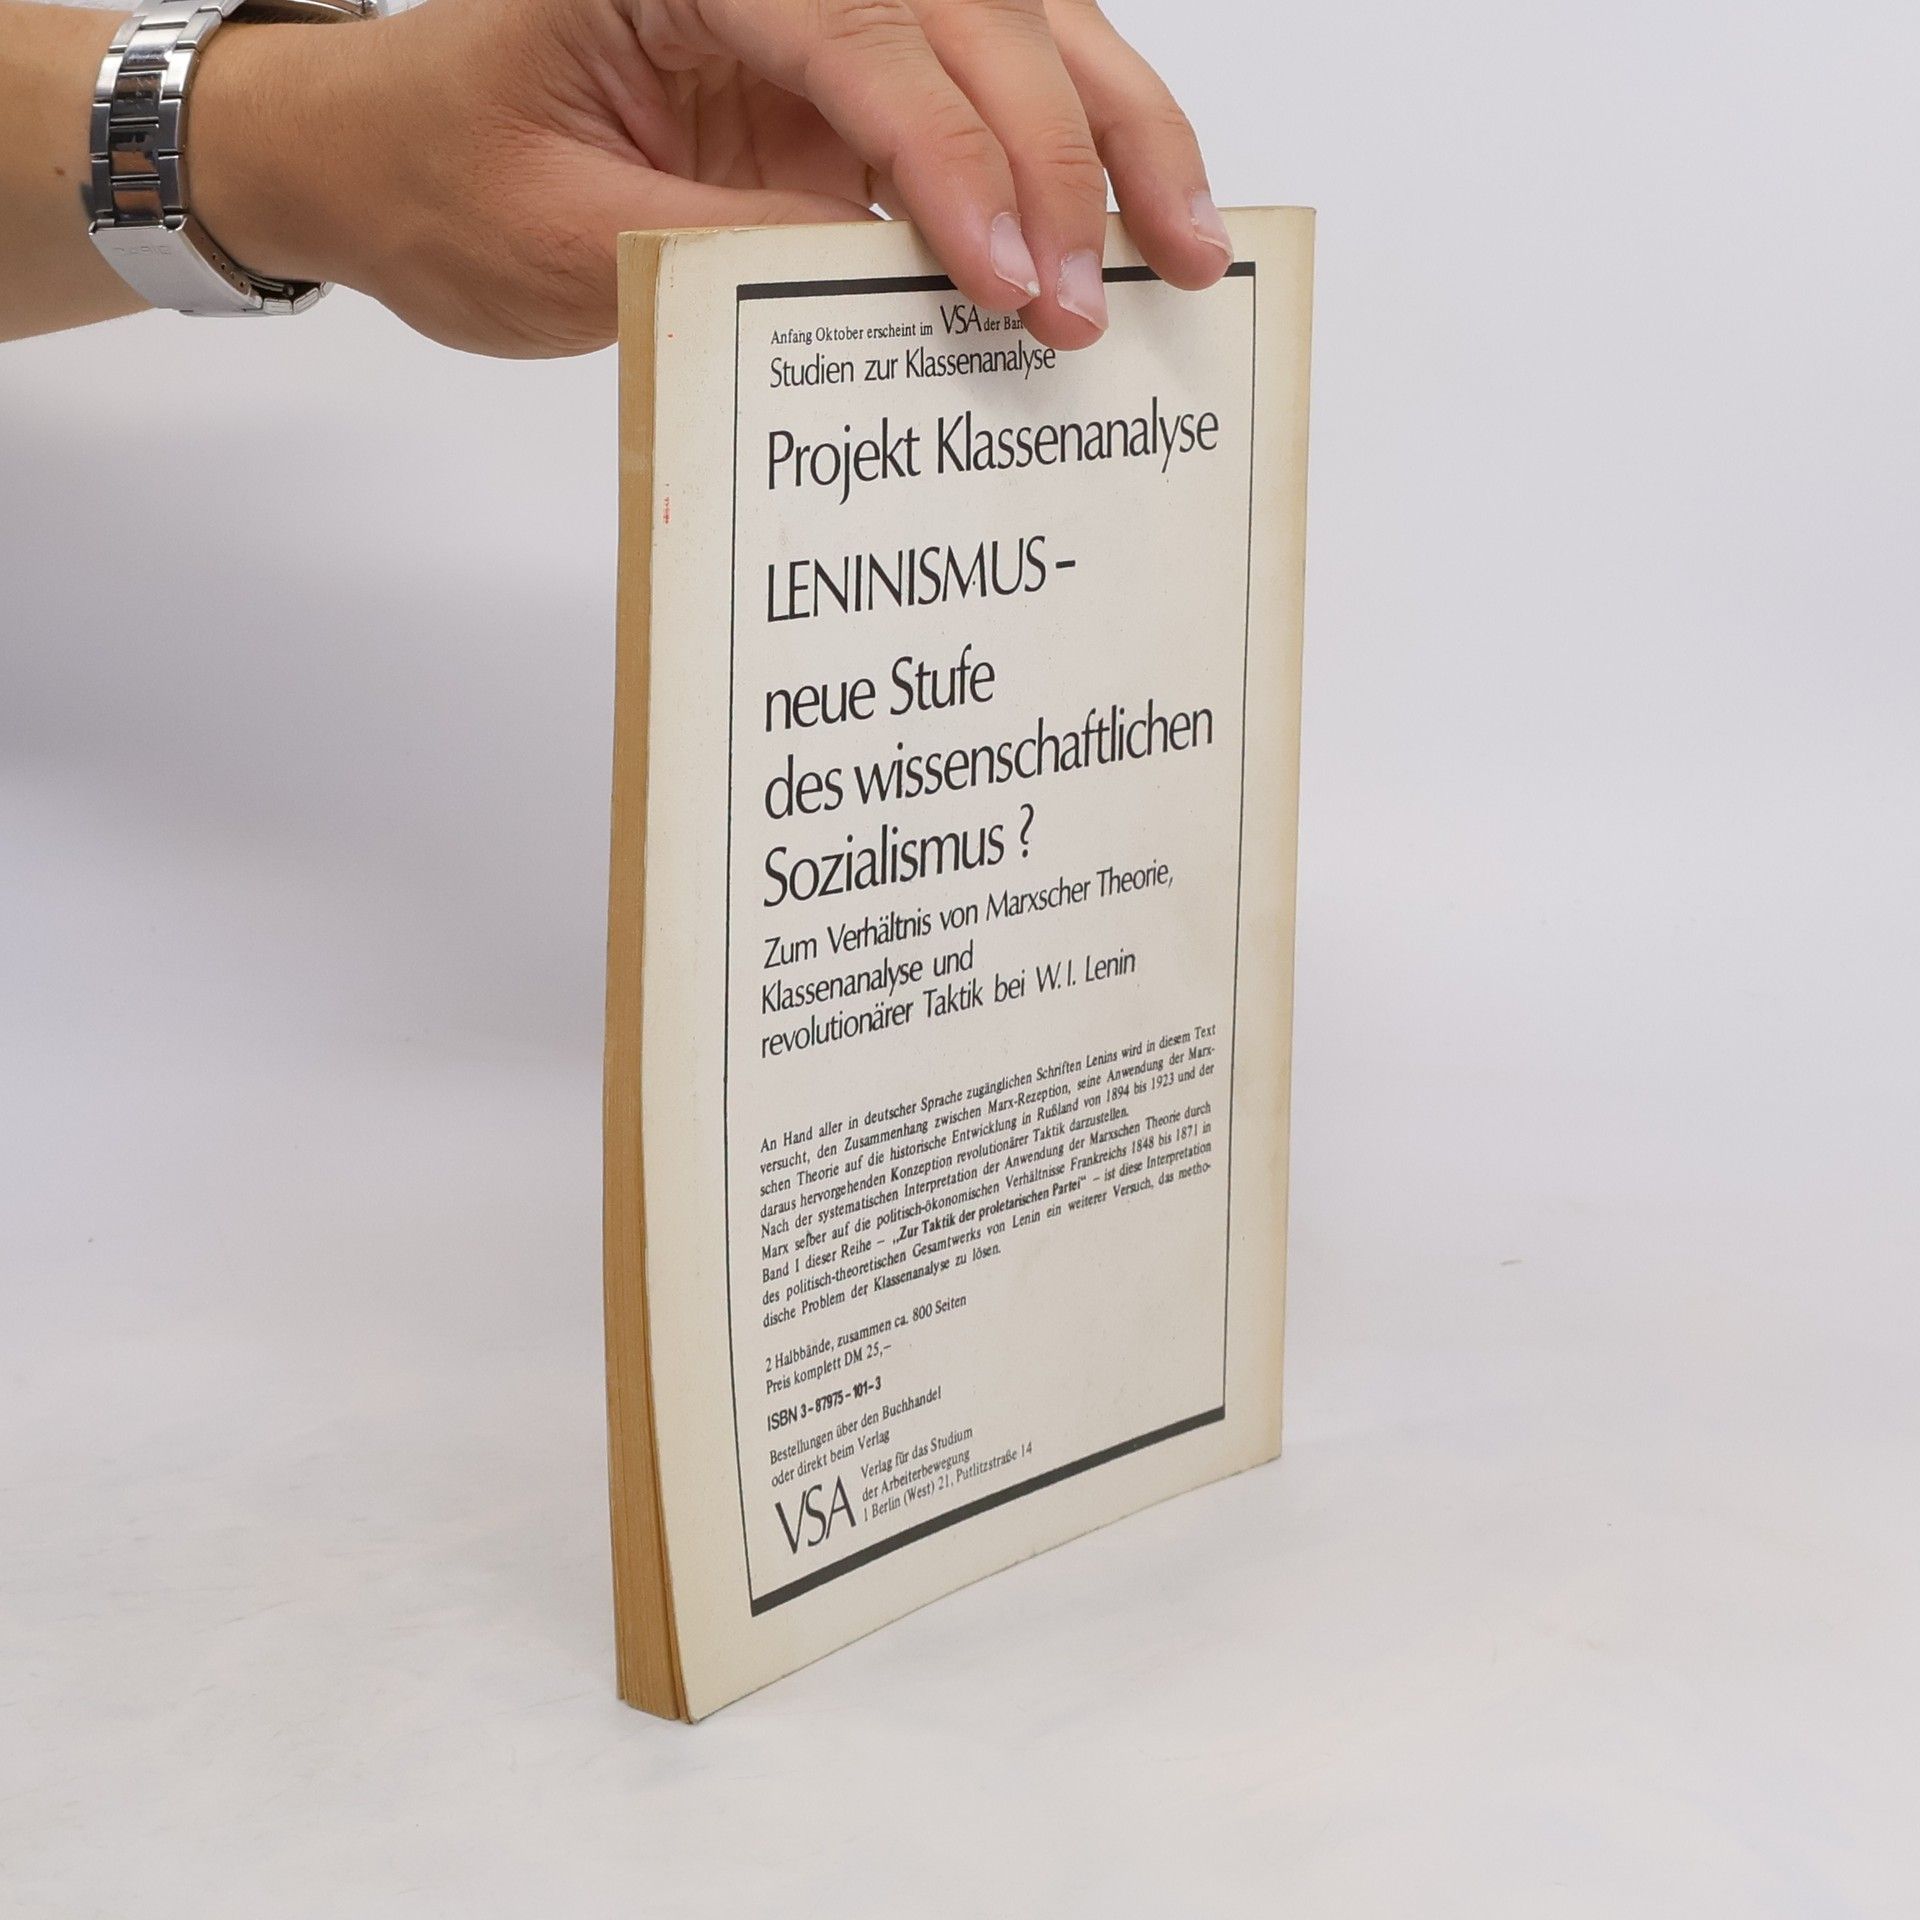 Anfang Oktober erscheint im VSA der
Studien zur Klassenanalyse
Projekt Klassenanalyse
LENINISMUS –
neue Stufe
des wissenschaftlichen
Sozialismus ?
Zum Verhältnis von Marxscher Theorie,
Klassenanalyse und
revolutionärer Taktik bei W. I. Lenin
An Hand aller in deutscher Sprache zugänglichen Schriften Lenins wird in diesem Text
versucht, den Zusammenhang zwischen Marx-Rezeption, seine Anwendung der Marx-
schen Theorie auf die historische Entwicklung in Rußland von 1894 bis 1923 und der
daraus hervorgehenden Konzeption revolutionärer Taktik darzustellen.
Nach der systematischen Interpretation der Anwendung der Marxschen Theorie durch
Marx selber auf die politisch-ökonomischen Verhältnisse Frankreichs 1848 bis 1871 in
Band 1 dieser Reihe – „Zur Taktik der proletarischen Partei“ – ist diese Interpretation
des politisch-theoretischen Gesamtwerks von Lenin ein weiterer Versuch, das metho-
dische Problem der Klassenanalyse zu lösen.
2 Halbbände, zusammen ca. 800 Seiten
Preis komplett DM 25,–
ISBN 3-87975-101-3
Bestellungen über den Buchhandel
oder direkt beim Verlag
VSA Verlag für das Studium
der Arbeiterbewegung
1 Berlin (West) 21, Putlitzstraße 14